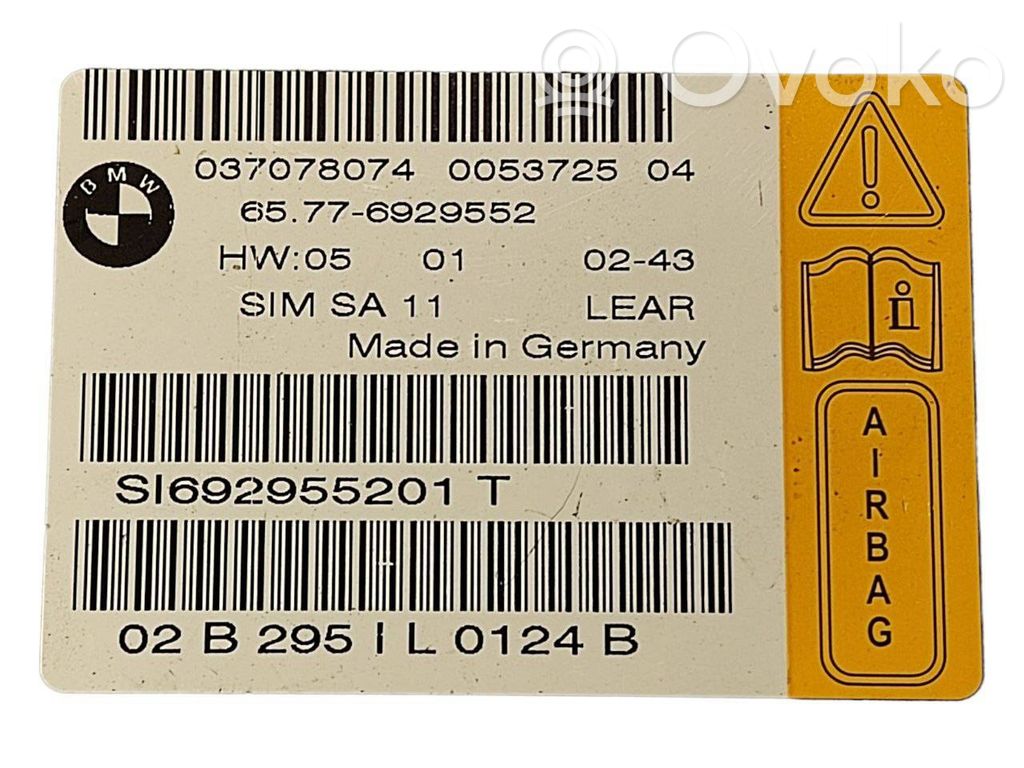 Ovoko
037078074 0053725 04
BMW
65.77-6929552
HW:05 01 02-43
SIM SA 11 LEAR
Made in Germany
SI692955201 T
02 B 295 I L 0124 B
i
AIRBAG